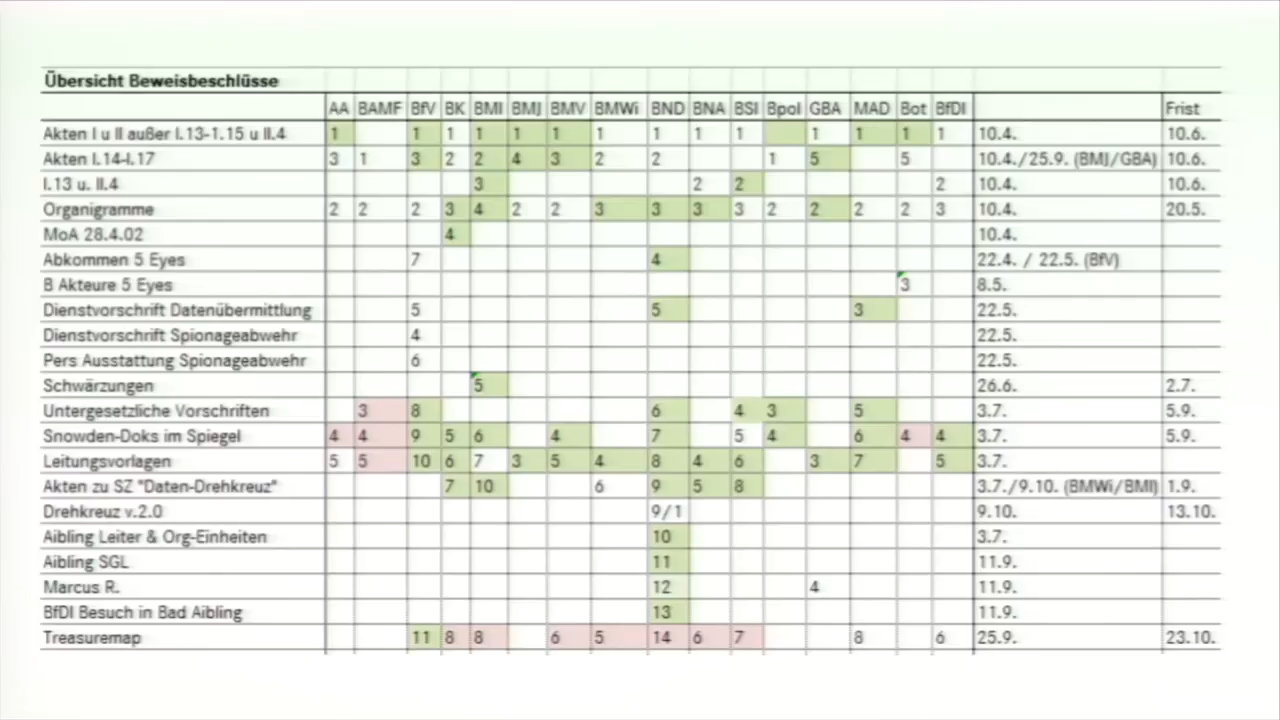 Übersicht Beweisbeschlüsse
AA BAMF BfV BK BMI BMJ BMV BMWi BND BNA BSI Bpol GBA MAD Bot BfDI Frist
Akten I u II außer I.13-1.15 u II.4 1 1 1 1 1 1 1 1 1 1 1 1 1 1 10.4. 10.6.
Akten I.14-I.17 3 1 3 2 2 4 3 2 2 1 5 5 10.4./25.9. (BMJ/GBA) 10.6.
I.13 u. II.4 3 2 2 2 10.4. 10.6.
Organigramme 2 2 2 3 4 2 2 3 3 3 3 2 2 2 2 3 10.4. 20.5.
MoA 28.4.02 4 10.4.
Abkommen 5 Eyes 7 4 22.4. / 22.5. (BfV)
B Akteure 5 Eyes 3 8.5.
Dienstvorschrift Datenübermittlung 5 5 3 22.5.
Dienstvorschrift Spionageabwehr 4 22.5.
Pers Ausstattung Spionageabwehr 6 22.5.
Schwärzungen 5 26.6. 2.7.
Untergesetzliche Vorschriften 3 8 6 4 3 5 3.7. 5.9.
Snowden-Doks im Spiegel 4 4 9 5 6 4 7 5 4 6 4 4 3.7. 5.9.
Leitungsvorlagen 5 5 10 6 7 3 5 4 8 4 6 3 7 5 3.7.
Akten zu SZ "Daten-Drehkreuz" 7 10 6 9 5 8 3.7./9.10. (BMWi/BMI) 1.9.
Drehkreuz v.2.0 9/1 9.10. 13.10.
Aibling Leiter & Org-Einheiten 10 3.7.
Aibling SGL 11 11.9.
Marcus R. 12 4 11.9.
BfDI Besuch in Bad Aibling 13 11.9.
Treasuremap 11 8 8 6 5 14 6 7 8 6 25.9. 23.10.